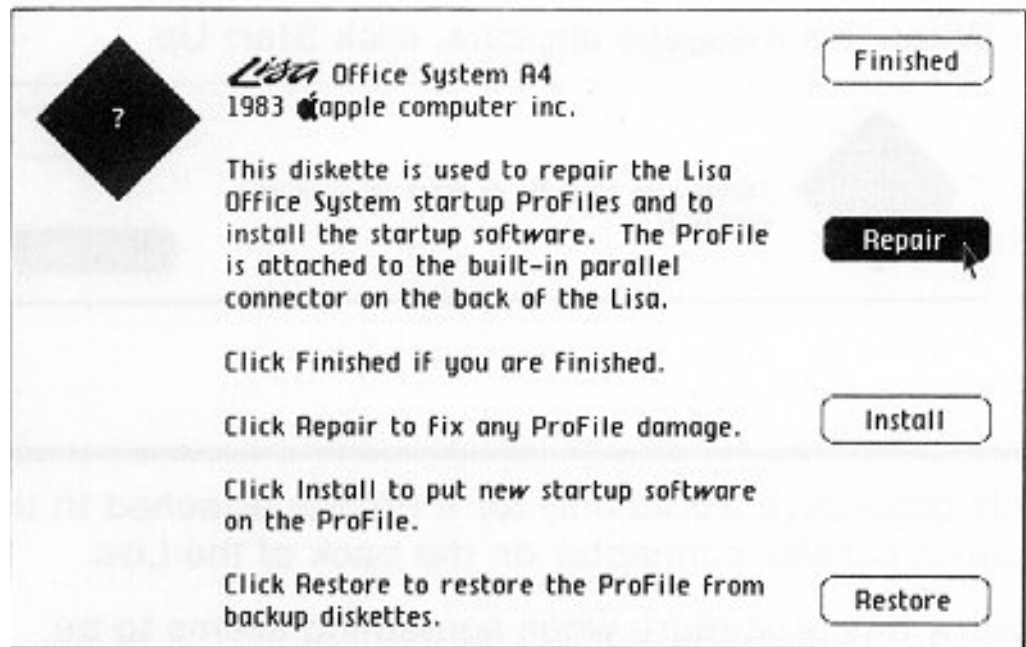 ?
Lisa Office System A4
1983 apple computer inc.
Finished
This diskette is used to repair the Lisa
Office System startup ProFiles and to
install the startup software. The ProFile
is attached to the built-in parallel
connector on the back of the Lisa.
Repair
Click Finished if you are finished.
Click Repair to fix any ProFile damage.
Install
Click Install to put new startup software
on the ProFile.
Click Restore to restore the ProFile from
backup diskettes.
Restore